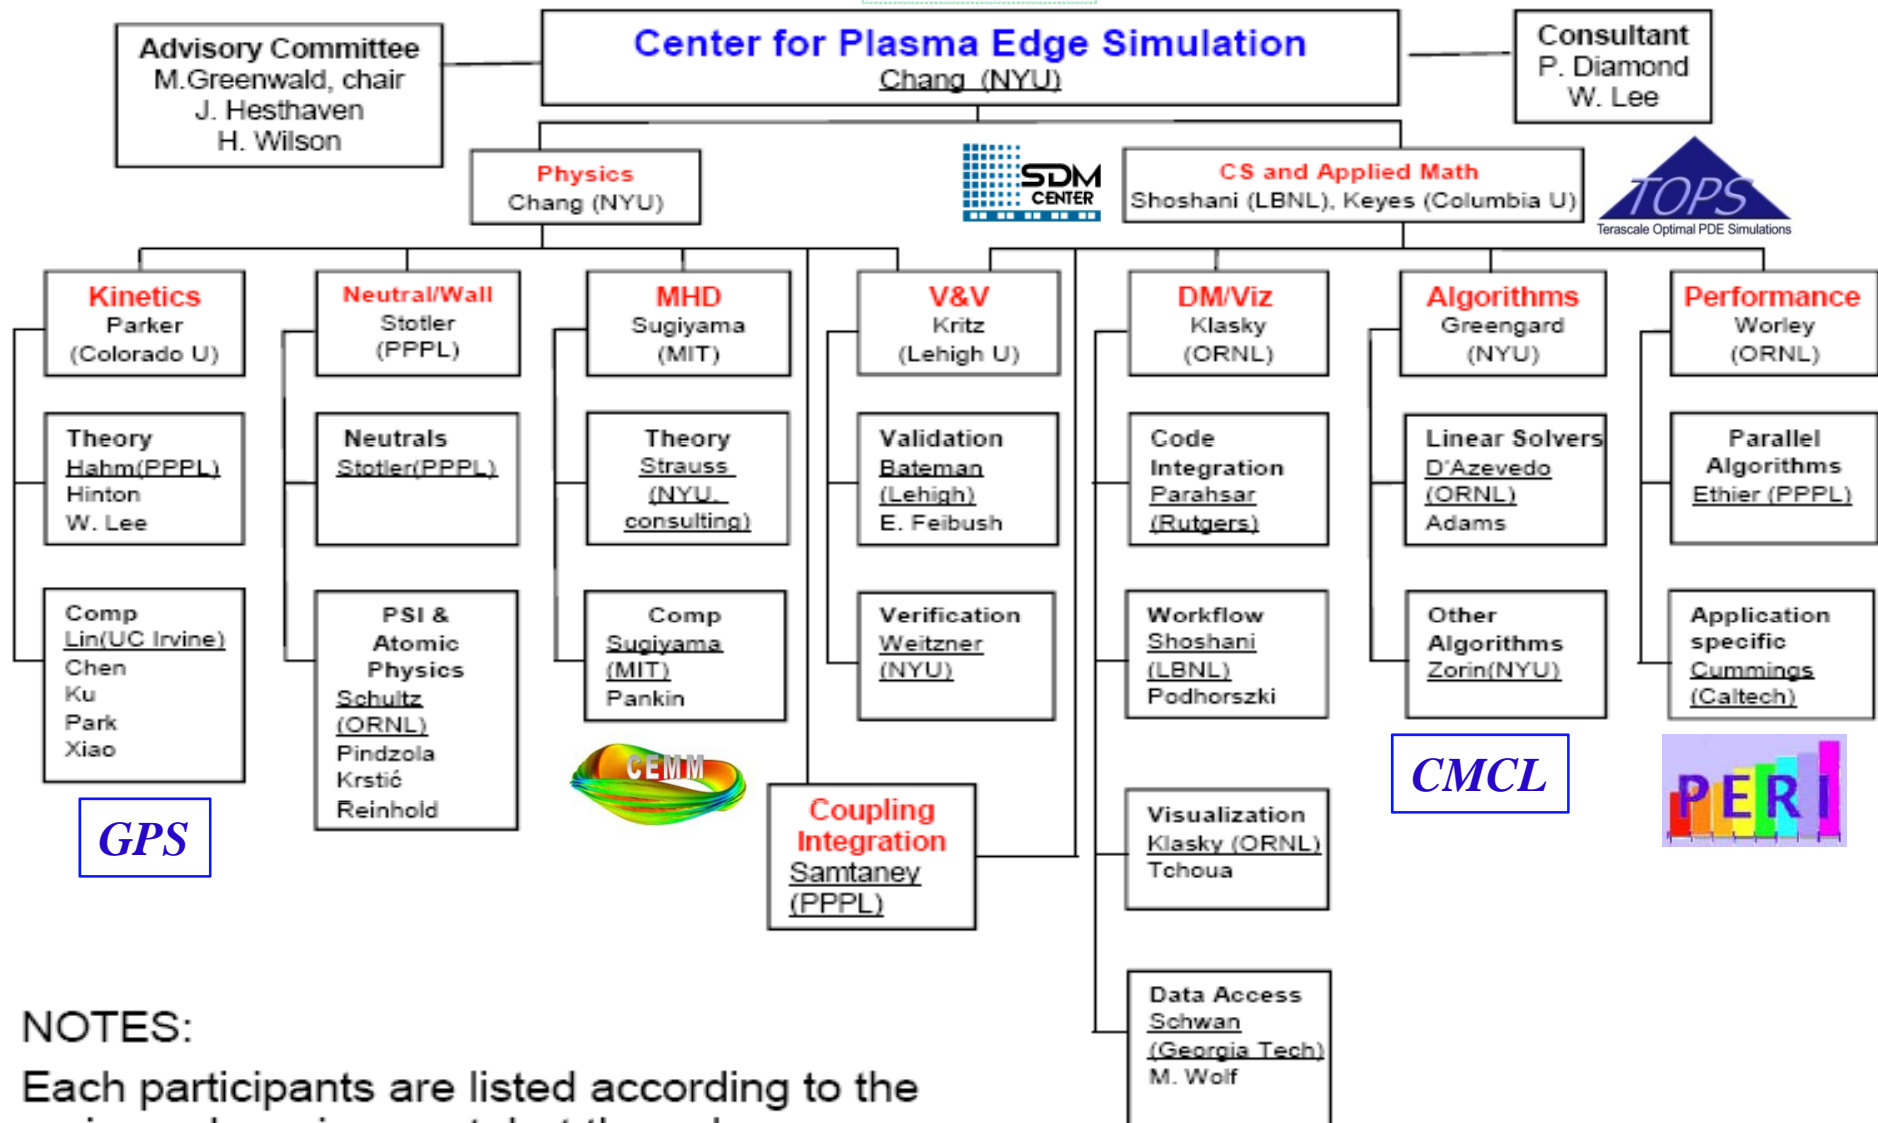 Advisory Committee
M.Greenwald, chair
J. Hesthaven
H. Wilson
Center for Plasma Edge Simulation
Chang (NYU)
Consultant
P. Diamond
W. Lee
Physics
Chang (NYU)
SDM
CENTER
CS and Applied Math
Shoshani (LBNL), Keyes (Columbia U)
TOPS
Terascale Optimal PDE Simulations
Kinetics
Parker
(Colorado U)
Neutral/Wall
Stotler
(PPPL)
MHD
Sugiyama
(MIT)
V&V
Kritz
(Lehigh U)
DM/Viz
Klasky
(ORNL)
Algorithms
Greengard
(NYU)
Performance
Worley
(ORNL)
Theory
Hahm(PPPL)
Hinton
W. Lee
Neutrals
Stotler(PPPL)
Theory
Strauss
(NYU.
consulting)
Validation
Bateman
(Lehigh)
E. Feibush
Code
Integration
Parahsar
(Rutgers)
Linear Solvers
D'Azevedo
(ORNL)
Adams
Parallel
Algorithms
Ethier (PPPL)
Comp
Lin(UC Irvine)
Chen
Ku
Park
Xiao
PSI &
Atomic
Physics
Schultz
(ORNL)
Pindzola
Krstić
Reinhold
Comp
Sugiyama
(MIT)
Pankin
Verification
Weitzner
(NYU)
Workflow
Shoshani
(LBNL)
Podhorszki
Other
Algorithms
Zorin(NYU)
Application
specific
Cummings
(Caltech)
GPS
CEMM
Coupling
Integration
Samtaney
(PPPL)
Visualization
Klasky (ORNL)
Tchoua
CMCL
PERI
Data Access
Schwan
(Georgia Tech)
M. Wolf
NOTES:
Each participants are listed according to the